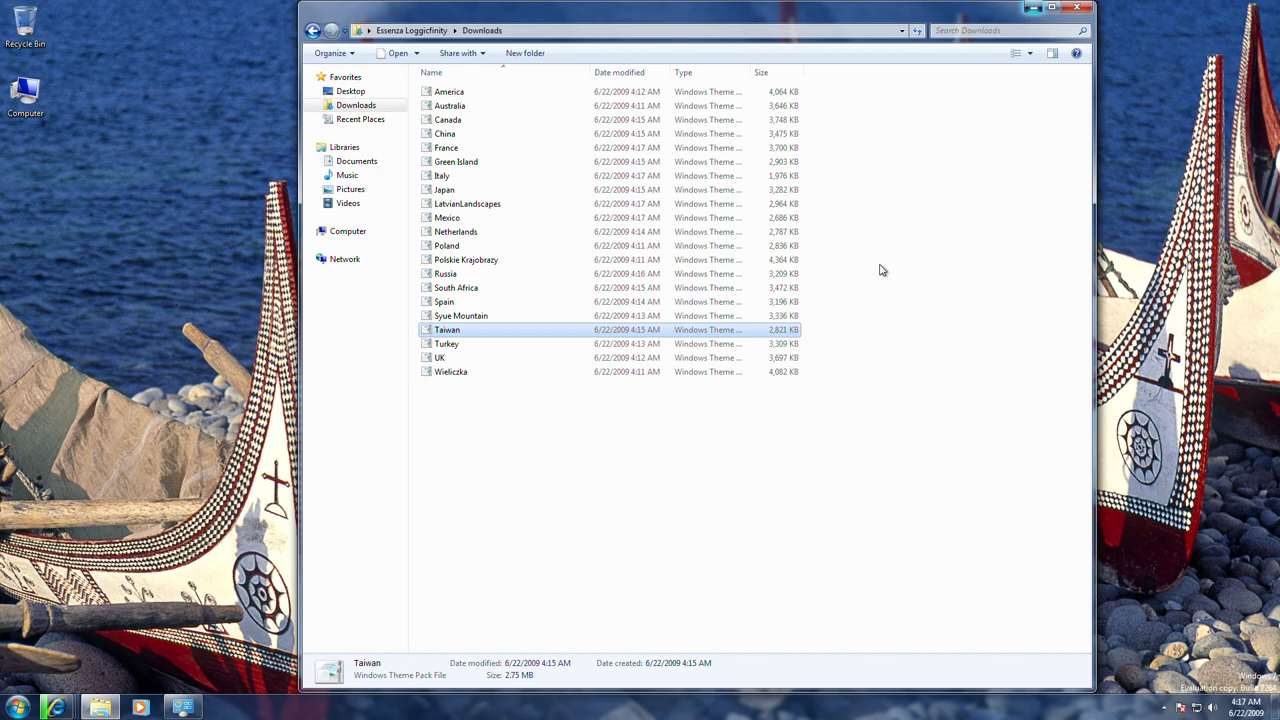 Recycle Bin
Computer
Essenza Loggicfinity Downloads
Search Downloads
Organize Open Share with New folder
Favorites
Desktop
Downloads
Recent Places
Libraries
Documents
Music
Pictures
Videos
Computer
Network
Name Date modified Type Size
America 6/22/2009 4:12 AM Windows Theme ... 4,064 KB
Australia 6/22/2009 4:11 AM Windows Theme ... 3,646 KB
Canada 6/22/2009 4:15 AM Windows Theme ... 3,748 KB
China 6/22/2009 4:15 AM Windows Theme ... 3,475 KB
France 6/22/2009 4:17 AM Windows Theme ... 3,700 KB
Green Island 6/22/2009 4:15 AM Windows Theme ... 2,903 KB
Italy 6/22/2009 4:17 AM Windows Theme ... 1,976 KB
Japan 6/22/2009 4:15 AM Windows Theme ... 3,282 KB
LatvianLandscapes 6/22/2009 4:17 AM Windows Theme ... 2,964 KB
Mexico 6/22/2009 4:17 AM Windows Theme ... 2,686 KB
Netherlands 6/22/2009 4:14 AM Windows Theme ... 2,787 KB
Poland 6/22/2009 4:11 AM Windows Theme ... 2,836 KB
Polskie Krajobrazy 6/22/2009 4:11 AM Windows Theme ... 4,364 KB
Russia 6/22/2009 4:16 AM Windows Theme ... 3,209 KB
South Africa 6/22/2009 4:15 AM Windows Theme ... 3,472 KB
Spain 6/22/2009 4:14 AM Windows Theme ... 3,196 KB
Syue Mountain 6/22/2009 4:13 AM Windows Theme ... 3,336 KB
Taiwan 6/22/2009 4:15 AM Windows Theme ... 2,821 KB
Turkey 6/22/2009 4:13 AM Windows Theme ... 3,309 KB
UK 6/22/2009 4:12 AM Windows Theme ... 3,697 KB
Wieliczka 6/22/2009 4:11 AM Windows Theme ... 4,082 KB
Taiwan Date modified: 6/22/2009 4:15 AM Date created: 6/22/2009 4:15 AM
Windows Theme Pack File Size: 2.75 MB
Windows 7
Evaluation copy. Build 7264
4:17 AM
6/22/2009